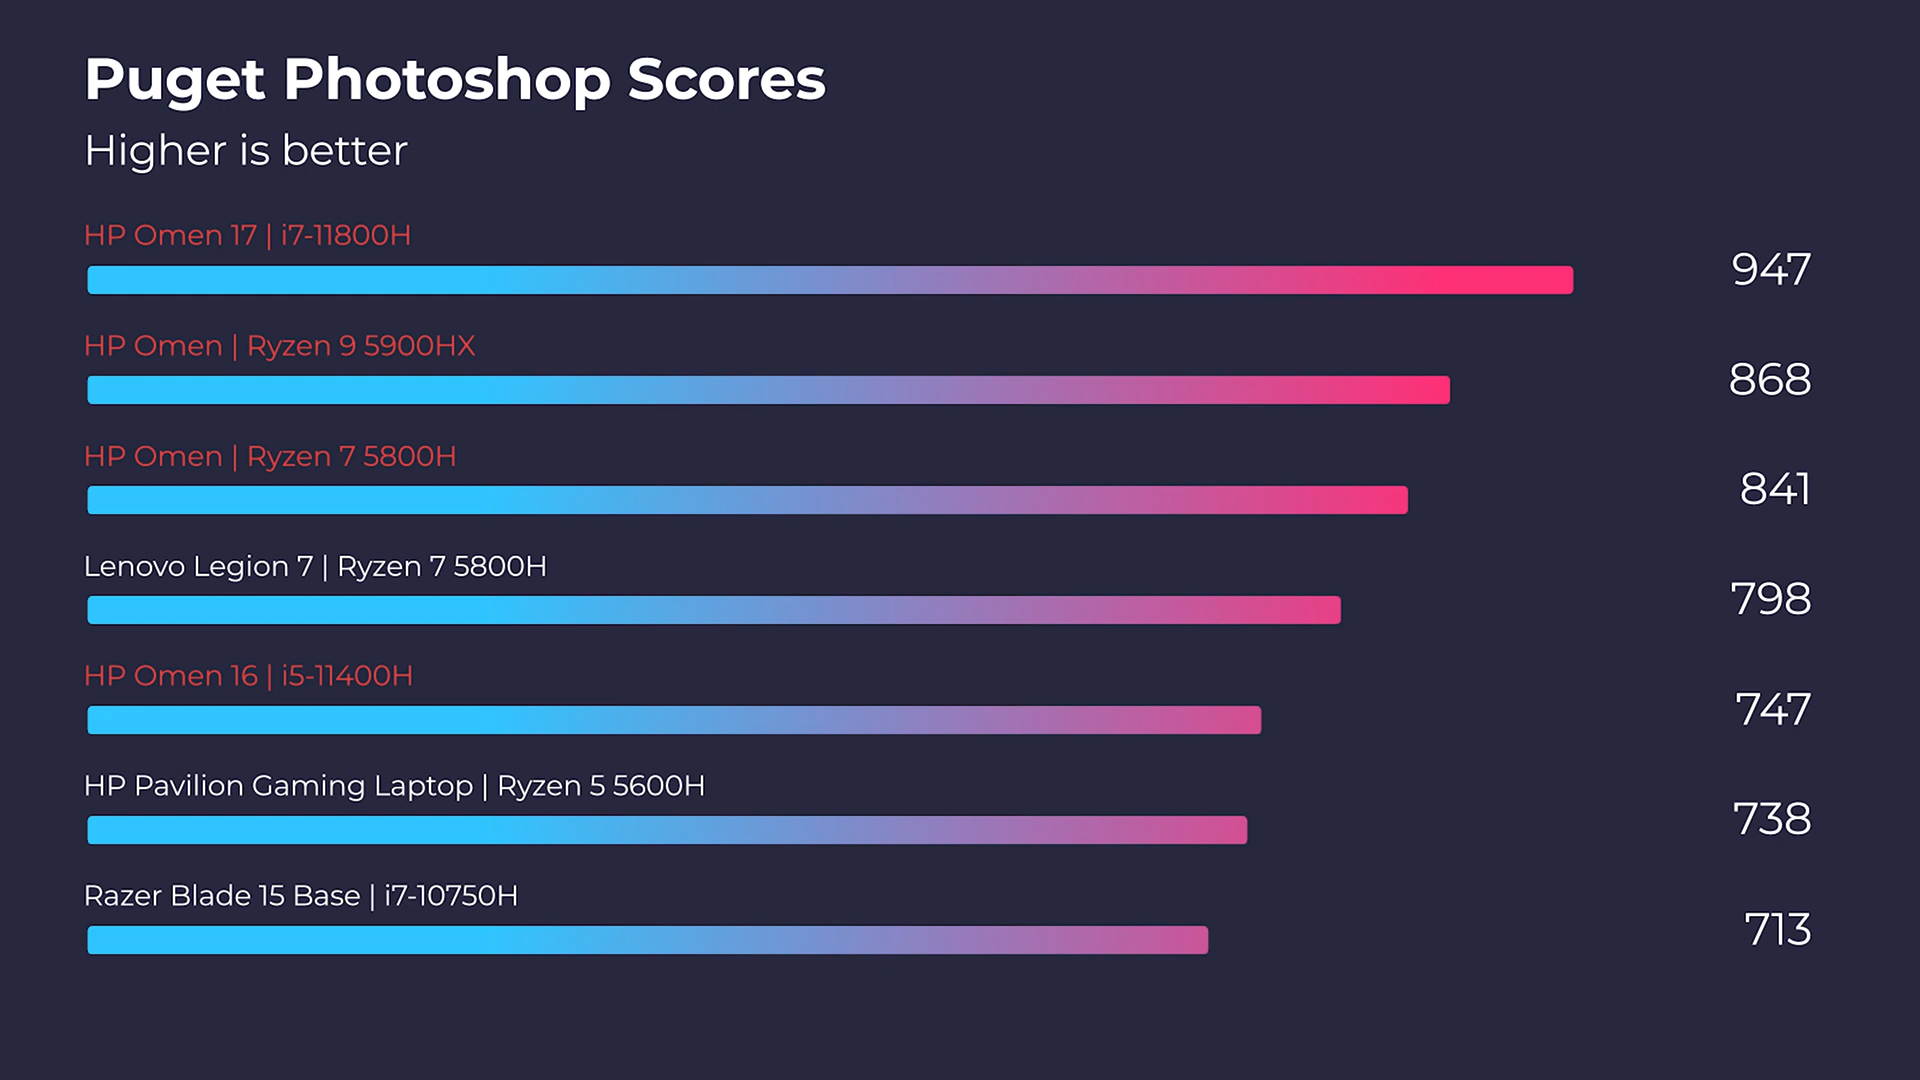 Puget Photoshop Scores
Higher is better
HP Omen 17 | i7-11800H
947
HP Omen | Ryzen 9 5900HX
868
HP Omen | Ryzen 7 5800H
841
Lenovo Legion 7 | Ryzen 7 5800H
798
HP Omen 16 | i5-11400H
747
HP Pavilion Gaming Laptop | Ryzen 5 5600H
738
Razer Blade 15 Base | i7-10750H
713